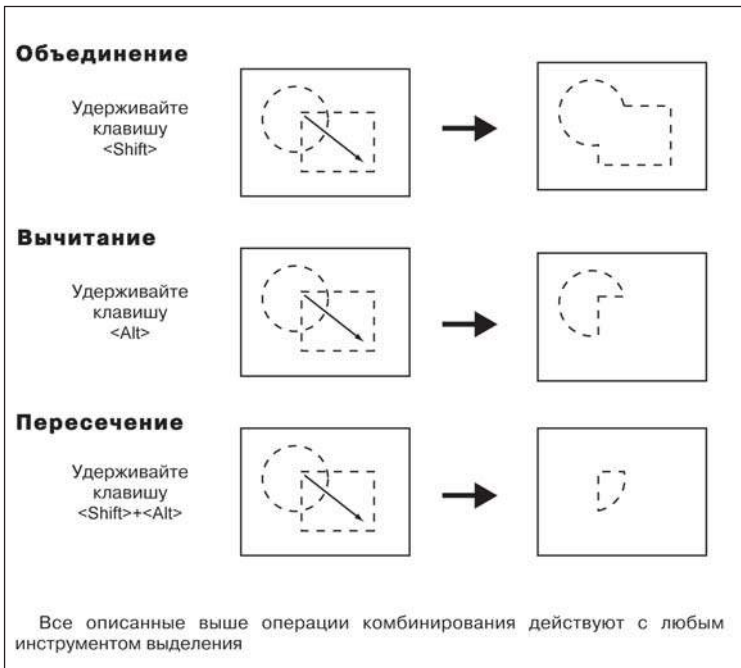 Объединение
Удерживайте
клавишу
<Shift>
Вычитание
Удерживайте
клавишу
<Alt>
Пересечение
Удерживайте
клавишу
<Shift>+<Alt>
Все описанные выше операции комбинирования действуют с любым
инструментом выделения